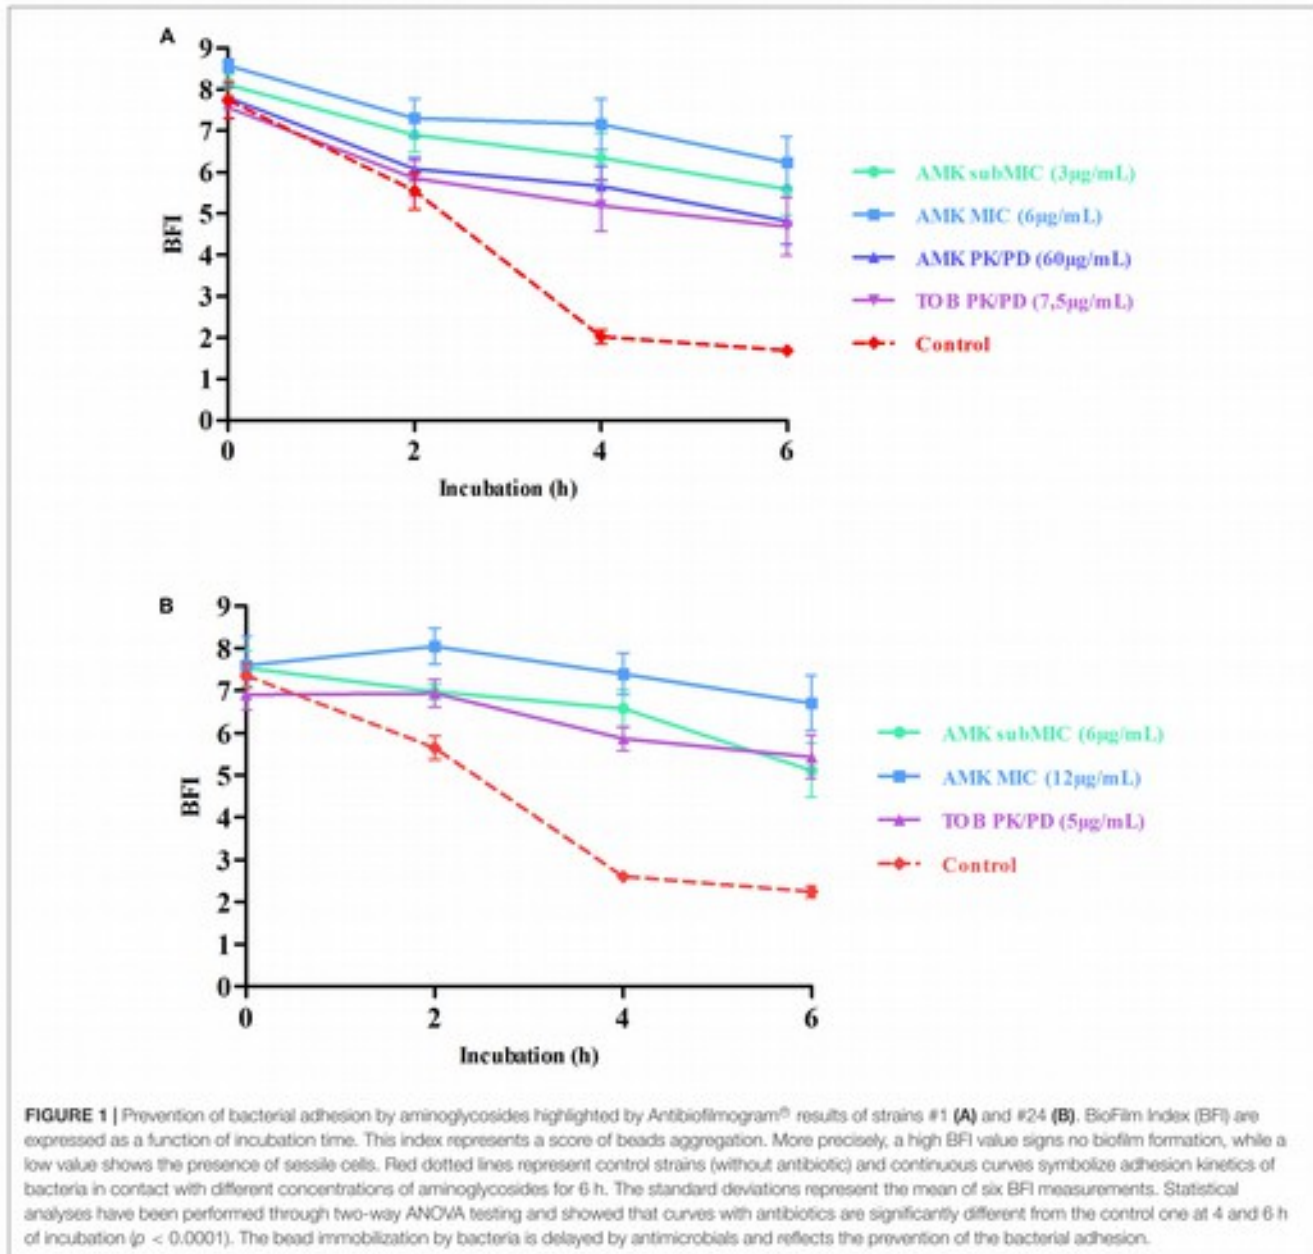 A
9
8
7
6
5
4
3
2
1
0
BFI
0 2 4 6
Incubation (h)
AMK subMIC (3µg/mL)
AMK MIC (6µg/mL)
AMK PK/PD (60µg/mL)
TOB PK/PD (7,5µg/mL)
Control
B
9
8
7
6
5
4
3
2
1
0
BFI
0 2 4 6
Incubation (h)
AMK subMIC (6µg/mL)
AMK MIC (12µg/mL)
TOB PK/PD (5µg/mL)
Control
FIGURE 1 | Prevention of bacterial adhesion by aminoglycosides highlighted by Antibiofilmogram® results of strains #1 (A) and #24 (B). BioFilm Index (BFI) are
expressed as a function of incubation time. This index represents a score of beads aggregation. More precisely, a high BFI value signs no biofilm formation, while a
low value shows the presence of sessile cells. Red dotted lines represent control strains (without antibiotic) and continuous curves symbolize adhesion kinetics of
bacteria in contact with different concentrations of aminoglycosides for 6 h. The standard deviations represent the mean of six BFI measurements. Statistical
analyses have been performed through two-way ANOVA testing and showed that curves with antibiotics are significantly different from the control one at 4 and 6 h
of incubation (p < 0.0001). The bead immobilization by bacteria is delayed by antimicrobials and reflects the prevention of the bacterial adhesion.